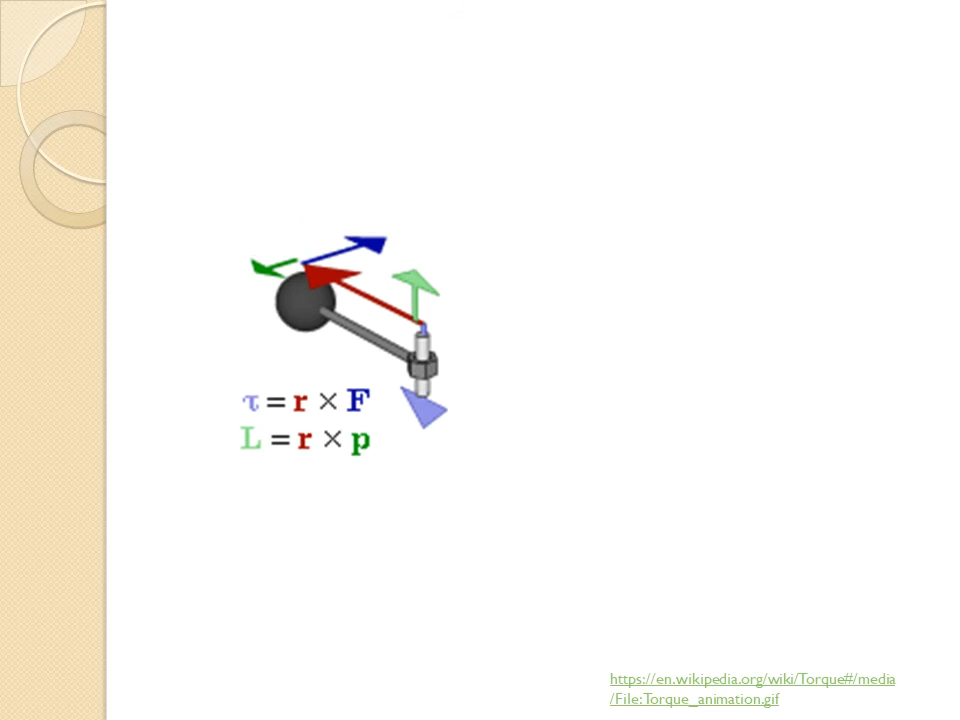 τ = r × F
L = r × p
https://en.wikipedia.org/wiki/Torque#/media
/File:Torque_animation.gif